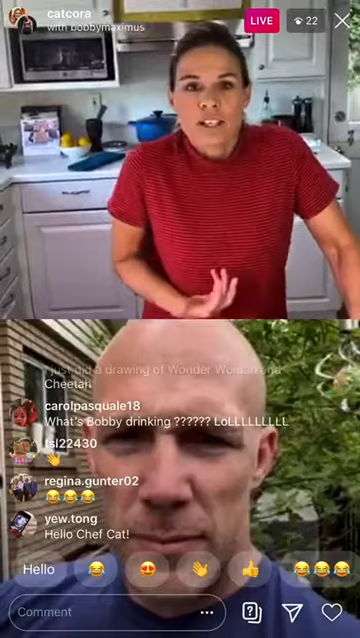 catcora
with bobbymaximus
LIVE
22
I just did a drawing of Wonder Woman and
Cheetah
carolpasquale18
What's Bobby drinking ?????? LoLLLLLLLLL
fsl22430
👋
regina.gunter02
😂😂😂
yew.tong
Hello Chef Cat!
Hello 😂 😍 👋 👍 😂😂😂
Comment